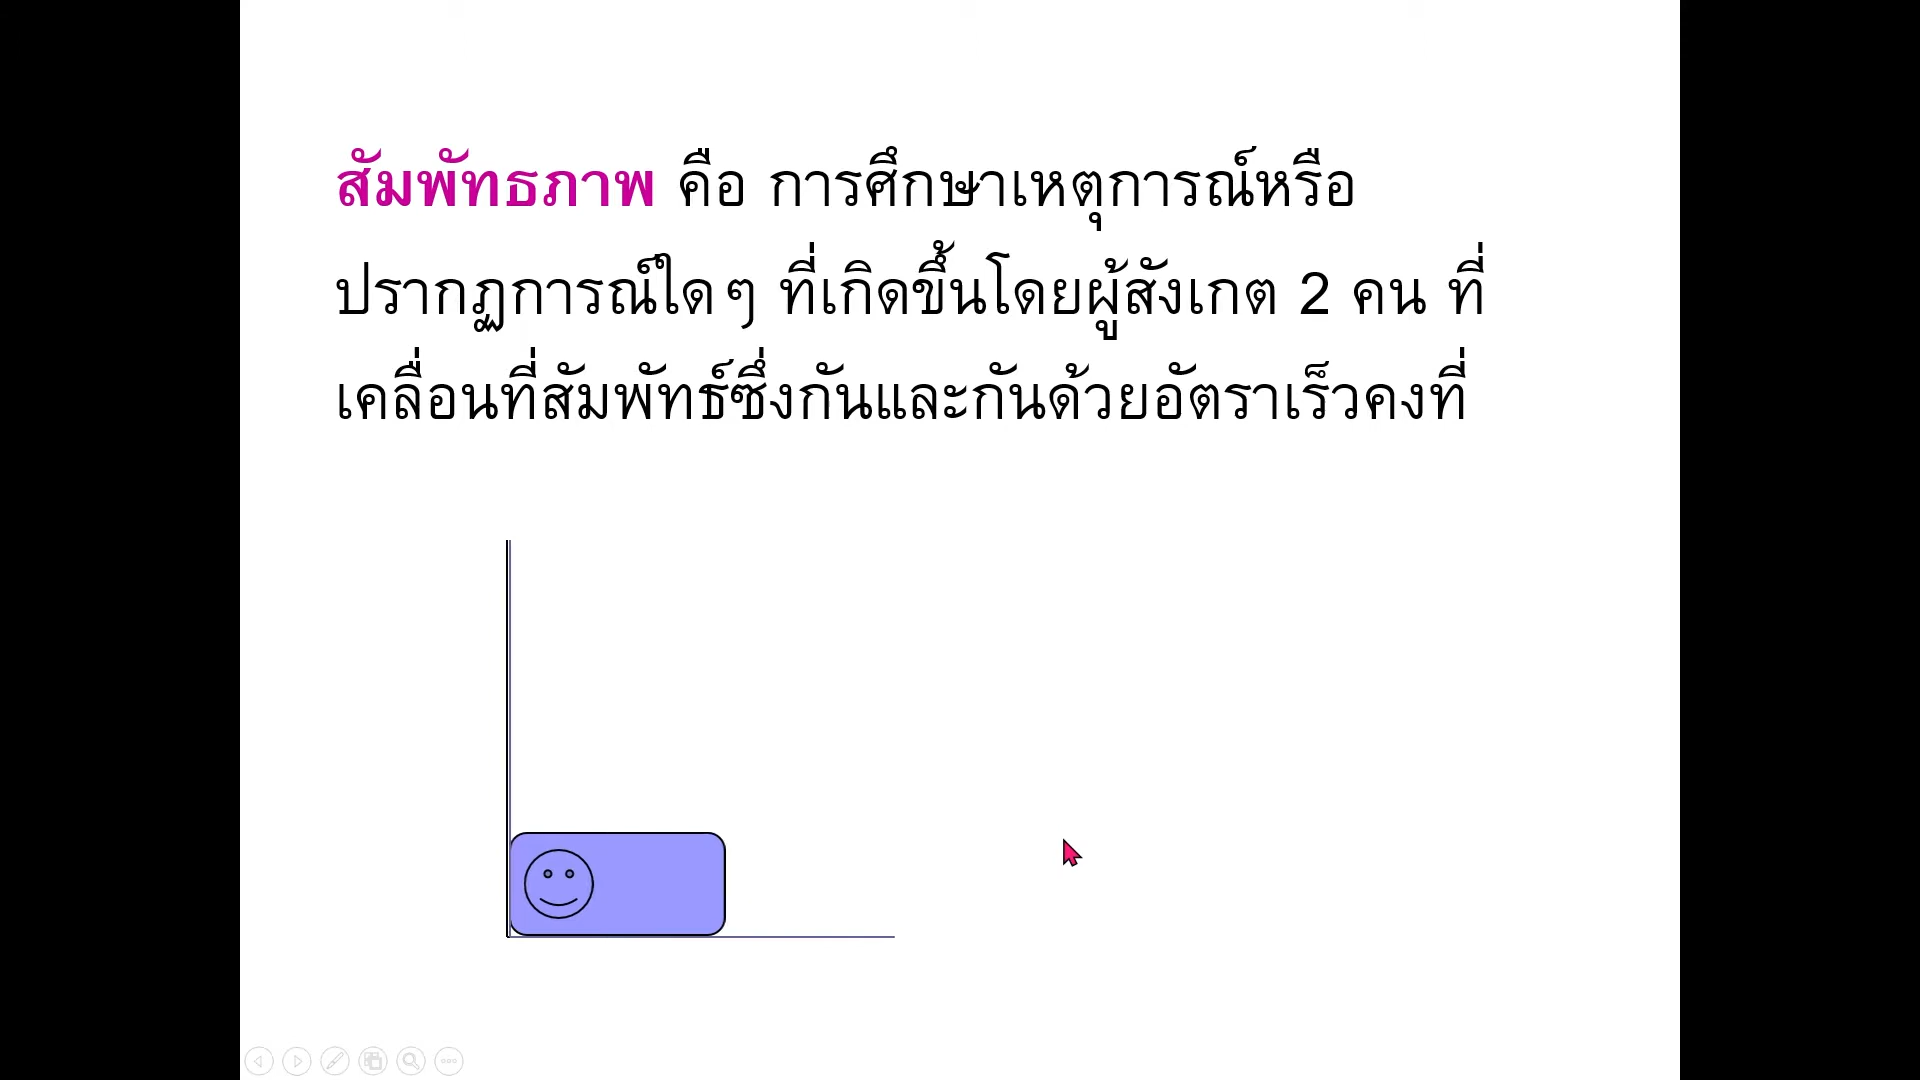 สัมพัทธภาพ คือ การศึกษาเหตุการณ์หรือ
ปรากฏการณ์ใดๆ ที่เกิดขึ้นโดยผู้สังเกต 2 คน ที่
เคลื่อนที่สัมพัทธ์ซึ่งกันและกันด้วยอัตราเร็วคงที่